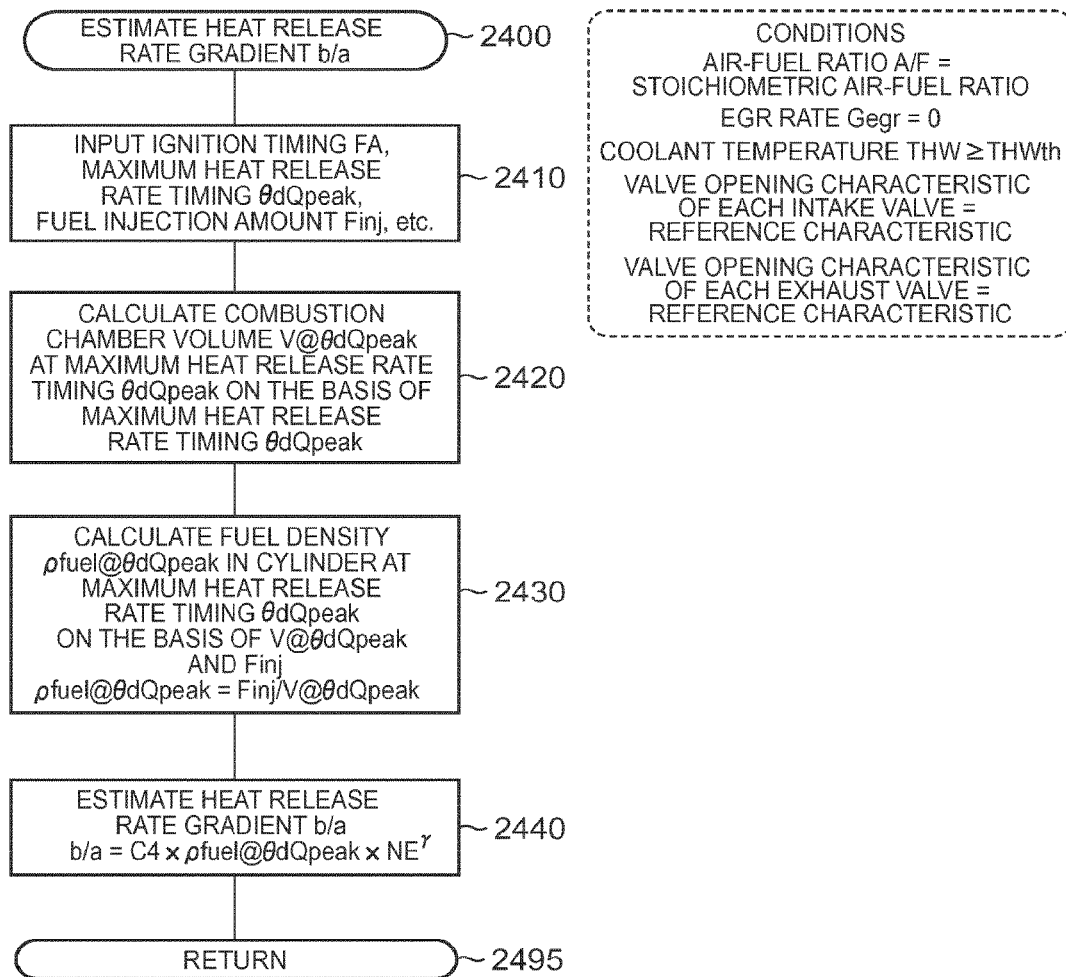 ESTIMATE HEAT RELEASE
RATE GRADIENT b/a
2400
INPUT IGNITION TIMING FA,
MAXIMUM HEAT RELEASE
RATE TIMING θdQpeak,
FUEL INJECTION AMOUNT Finj, etc.
2410
CALCULATE COMBUSTION
CHAMBER VOLUME V@θdQpeak
AT MAXIMUM HEAT RELEASE RATE
TIMING θdQpeak ON THE BASIS OF
MAXIMUM HEAT RELEASE
RATE TIMING θdQpeak
2420
CALCULATE FUEL DENSITY
ρfuel@θdQpeak IN CYLINDER AT
MAXIMUM HEAT RELEASE
RATE TIMING θdQpeak
ON THE BASIS OF V@θdQpeak
AND Finj
ρfuel@θdQpeak = Finj/V@θdQpeak
2430
ESTIMATE HEAT RELEASE
RATE GRADIENT b/a
b/a = C4 × ρfuel@θdQpeak × NE^γ
2440
RETURN
2495
CONDITIONS
AIR-FUEL RATIO A/F =
STOICHIOMETRIC AIR-FUEL RATIO
EGR RATE Gegr = 0
COOLANT TEMPERATURE THW ≥ THWth
VALVE OPENING CHARACTERISTIC
OF EACH INTAKE VALVE =
REFERENCE CHARACTERISTIC
VALVE OPENING CHARACTERISTIC
OF EACH EXHAUST VALVE =
REFERENCE CHARACTERISTIC